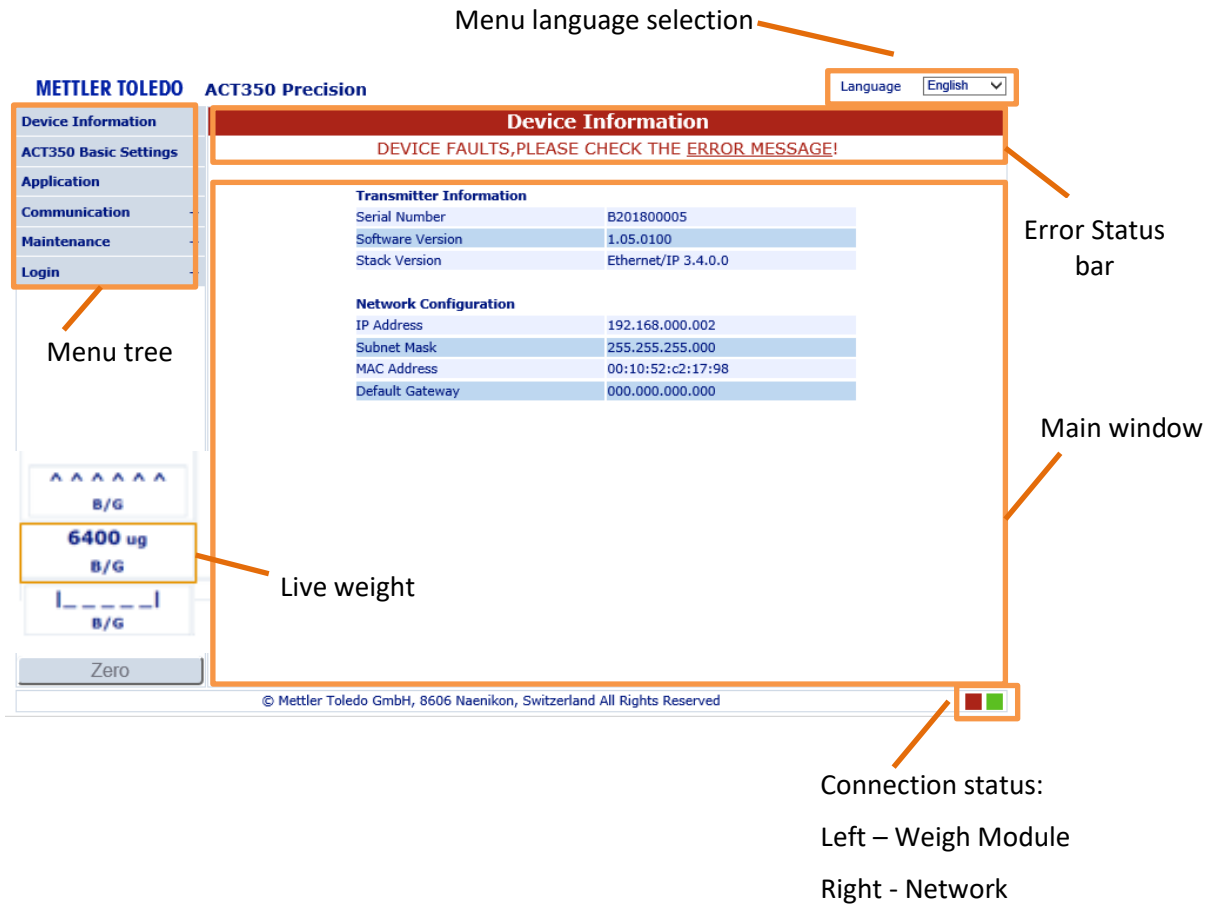 Menu language selection
METTLER TOLEDO ACT350 Precision
Language English
Device Information
ACT350 Basic Settings
Application
Communication -
Maintenance -
Login -
Device Information
DEVICE FAULTS,PLEASE CHECK THE ERROR MESSAGE!
Error Status
bar
Transmitter Information
Serial Number B201800005
Software Version 1.05.0100
Stack Version Ethernet/IP 3.4.0.0
Network Configuration
IP Address 192.168.000.002
Subnet Mask 255.255.255.000
MAC Address 00:10:52:c2:17:98
Default Gateway 000.000.000.000
Menu tree
Main window
^ ^ ^ ^ ^ ^
B/G
6400 ug
B/G
Live weight
I_ _ _ _ _I
B/G
Zero
© Mettler Toledo GmbH, 8606 Naenikon, Switzerland All Rights Reserved
Connection status:
Left – Weigh Module
Right - Network